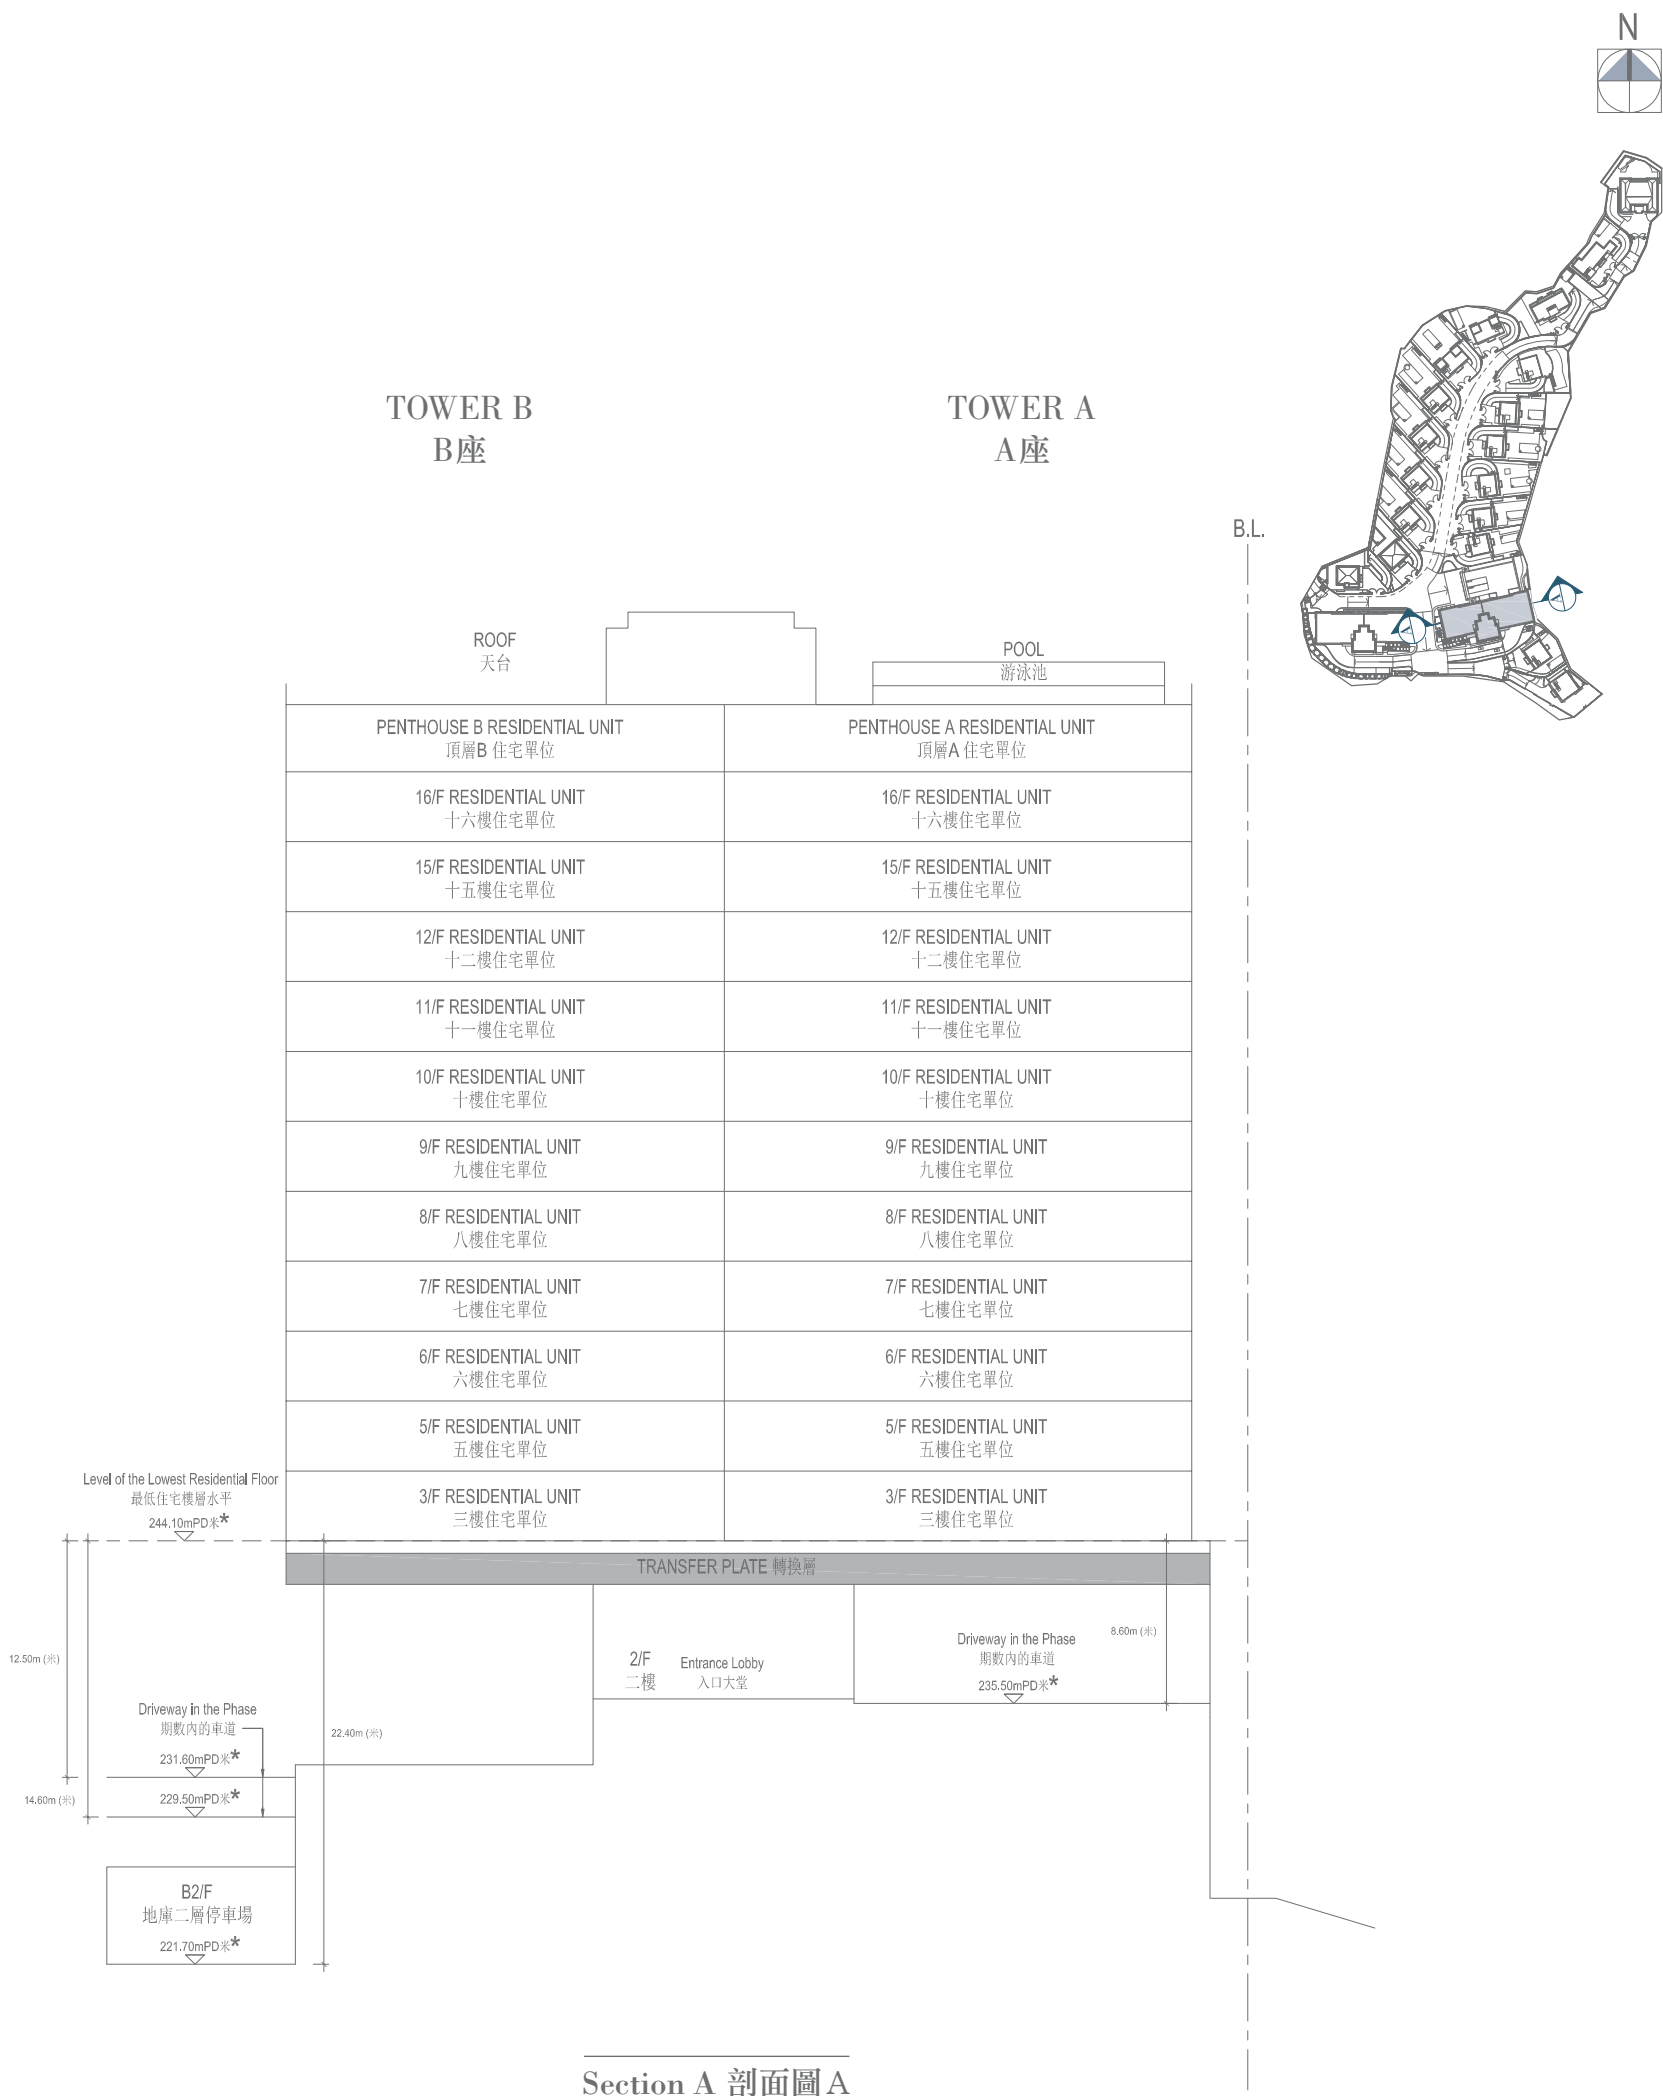 N
TOWER B
B座
TOWER A
A座
B.L.
ROOF
天台
POOL
游泳池
PENTHOUSE B RESIDENTIAL UNIT
頂層B 住宅單位
PENTHOUSE A RESIDENTIAL UNIT
頂層A 住宅單位
16/F RESIDENTIAL UNIT
十六樓住宅單位
16/F RESIDENTIAL UNIT
十六樓住宅單位
15/F RESIDENTIAL UNIT
十五樓住宅單位
15/F RESIDENTIAL UNIT
十五樓住宅單位
12/F RESIDENTIAL UNIT
十二樓住宅單位
12/F RESIDENTIAL UNIT
十二樓住宅單位
11/F RESIDENTIAL UNIT
十一樓住宅單位
11/F RESIDENTIAL UNIT
十一樓住宅單位
10/F RESIDENTIAL UNIT
十樓住宅單位
10/F RESIDENTIAL UNIT
十樓住宅單位
9/F RESIDENTIAL UNIT
九樓住宅單位
9/F RESIDENTIAL UNIT
九樓住宅單位
8/F RESIDENTIAL UNIT
八樓住宅單位
8/F RESIDENTIAL UNIT
八樓住宅單位
7/F RESIDENTIAL UNIT
七樓住宅單位
7/F RESIDENTIAL UNIT
七樓住宅單位
6/F RESIDENTIAL UNIT
六樓住宅單位
6/F RESIDENTIAL UNIT
六樓住宅單位
5/F RESIDENTIAL UNIT
五樓住宅單位
5/F RESIDENTIAL UNIT
五樓住宅單位
3/F RESIDENTIAL UNIT
三樓住宅單位
3/F RESIDENTIAL UNIT
三樓住宅單位
Level of the Lowest Residential Floor
最低住宅樓層水平
244.10mPD米*
TRANSFER PLATE 轉換層
2/F
二樓
Entrance Lobby
入口大堂
Driveway in the Phase
期數內的車道
235.50mPD米*
8.60m (米)
12.50m (米)
22.40m (米)
14.60m (米)
Driveway in the Phase
期數內的車道
231.60mPD米*
229.50mPD米*
B2/F
地庫二層停車場
221.70mPD米*
A
A
Section A 剖面圖A